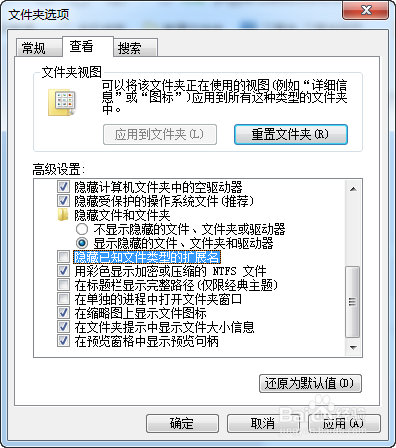 文件夹选项
常规 查看 搜索
文件夹视图
可以将该文件夹正在使用的视图(例如“详细信
息”或“图标”)应用到所有这种类型的文件夹
中。
应用到文件夹(L) 重置文件夹(R)
高级设置:
隐藏计算机文件夹中的空驱动器
隐藏受保护的操作系统文件(推荐)
隐藏文件和文件夹
不显示隐藏的文件、文件夹或驱动器
显示隐藏的文件、文件夹和驱动器
隐藏已知文件类型的扩展名
用彩色显示加密或压缩的 NTFS 文件
在标题栏显示完整路径(仅限经典主题)
在单独的进程中打开文件夹窗口
在缩略图上显示文件图标
在文件夹提示中显示文件大小信息
在预览窗格中显示预览句柄
还原为默认值(D)
确定 取消 应用(A)
Baidu 经验